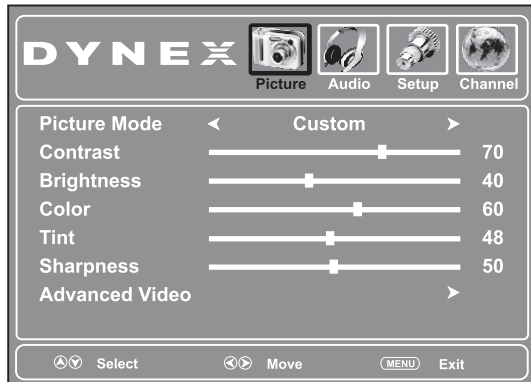 DYNEX
Picture Audio Setup Channel
Picture Mode Custom
Contrast 70
Brightness 40
Color 60
Tint 48
Sharpness 50
Advanced Video
Select Move MENU Exit